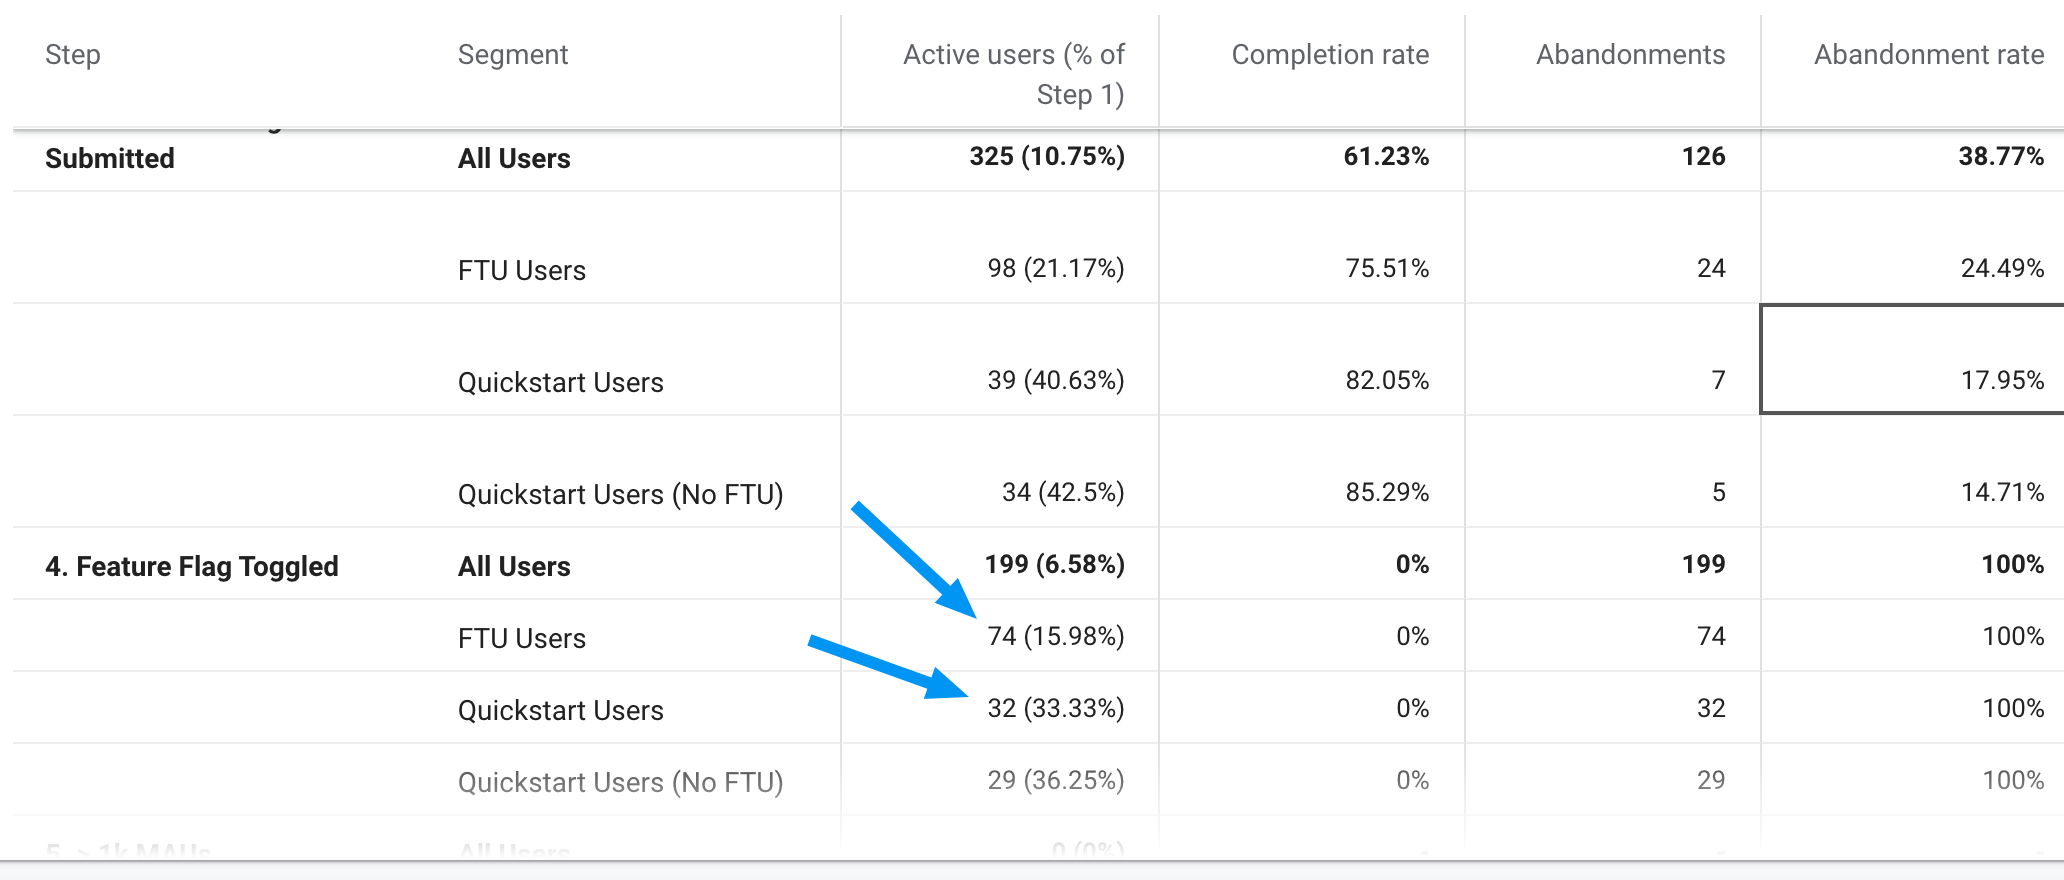 Step Segment Active users (% of Step 1) Completion rate Abandonments Abandonment rate
Submitted All Users 325 (10.75%) 61.23% 126 38.77%
FTU Users 98 (21.17%) 75.51% 24 24.49%
Quickstart Users 39 (40.63%) 82.05% 7 17.95%
Quickstart Users (No FTU) 34 (42.5%) 85.29% 5 14.71%
4. Feature Flag Toggled All Users 199 (6.58%) 0% 199 100%
FTU Users 74 (15.98%) 0% 74 100%
Quickstart Users 32 (33.33%) 0% 32 100%
Quickstart Users (No FTU) 29 (36.25%) 0% 29 100%
5. > 1k MAUs All Users 0 (0%) - - -